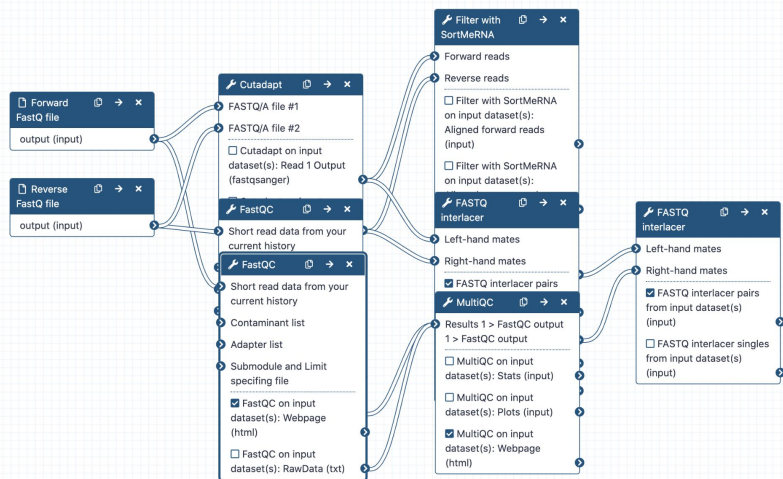 Forward
FastQ file
output (input)
Reverse
FastQ file
output (input)
Cutadapt
FASTQ/A file #1
FASTQ/A file #2
Cutadapt on input
dataset(s): Read 1 Output
(fastqsanger)
FastQC
Short read data from your
current history
FastQC
Short read data from your
current history
Contaminant list
Adapter list
Submodule and Limit
specifing file
FastQC on input
dataset(s): Webpage
(html)
FastQC on input
dataset(s): RawData (txt)
Filter with
SortMeRNA
Forward reads
Reverse reads
Filter with SortMeRNA
on input dataset(s):
Aligned forward reads
(input)
Filter with SortMeRNA
on input dataset(s):
FASTQ
interlacer
Left-hand mates
Right-hand mates
FASTQ interlacer pairs
MultiQC
Results 1 > FastQC output
1 > FastQC output
MultiQC on input
dataset(s): Stats (input)
MultiQC on input
dataset(s): Plots (input)
MultiQC on input
dataset(s): Webpage
(html)
FASTQ
interlacer
Left-hand mates
Right-hand mates
FASTQ interlacer pairs
from input dataset(s)
(input)
FASTQ interlacer singles
from input dataset(s)
(input)